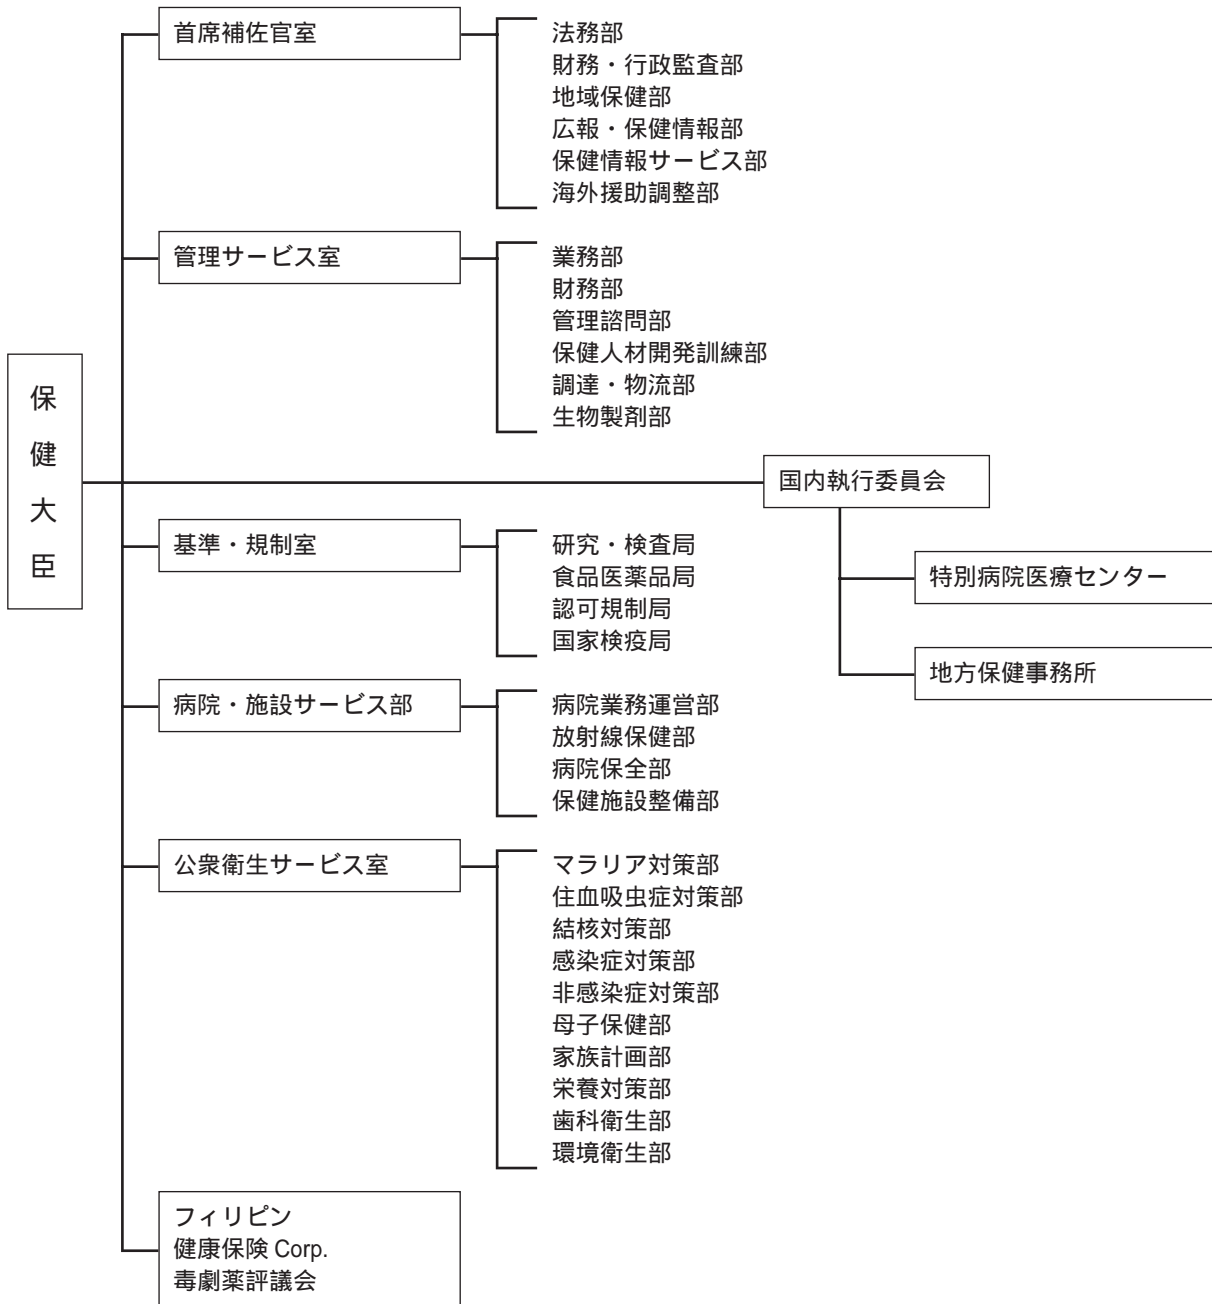 首席補佐官室
法務部
財務・行政監査部
地域保健部
広報・保健情報部
保健情報サービス部
海外援助調整部
管理サービス室
業務部
財務部
管理諮問部
保健人材開発訓練部
調達・物流部
生物製剤部
保健大臣
国内執行委員会
特別病院医療センター
地方保健事務所
基準・規制室
研究・検査局
食品医薬品局
認可規制局
国家検疫局
病院・施設サービス部
病院業務運営部
放射線保健部
病院保全部
保健施設整備部
公衆衛生サービス室
マラリア対策部
住血吸虫症対策部
結核対策部
感染症対策部
非感染症対策部
母子保健部
家族計画部
栄養対策部
歯科衛生部
環境衛生部
フィリピン
健康保険 Corp.
毒劇薬評議会